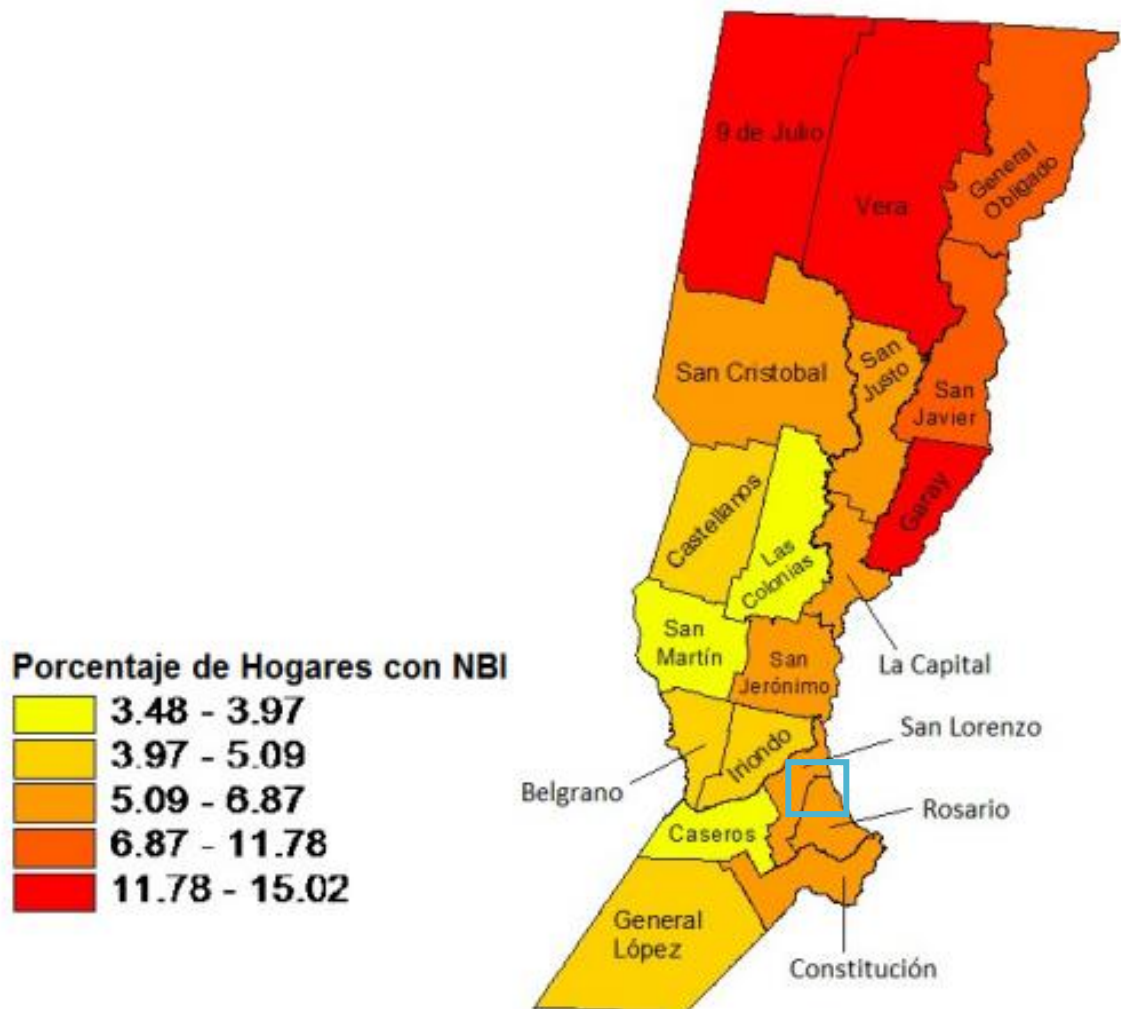 9 de Julio
Vera
General
Obligado
San Cristobal
San
Justo
San
Javier
Castellanos
Las
Colonias
Garay
San
Martín
San
Jerónimo
La Capital
Porcentaje de Hogares con NBI
3.48 - 3.97
3.97 - 5.09
5.09 - 6.87
6.87 - 11.78
11.78 - 15.02
San Lorenzo
Iriondo
Belgrano
Rosario
Caseros
General
López
Constitución